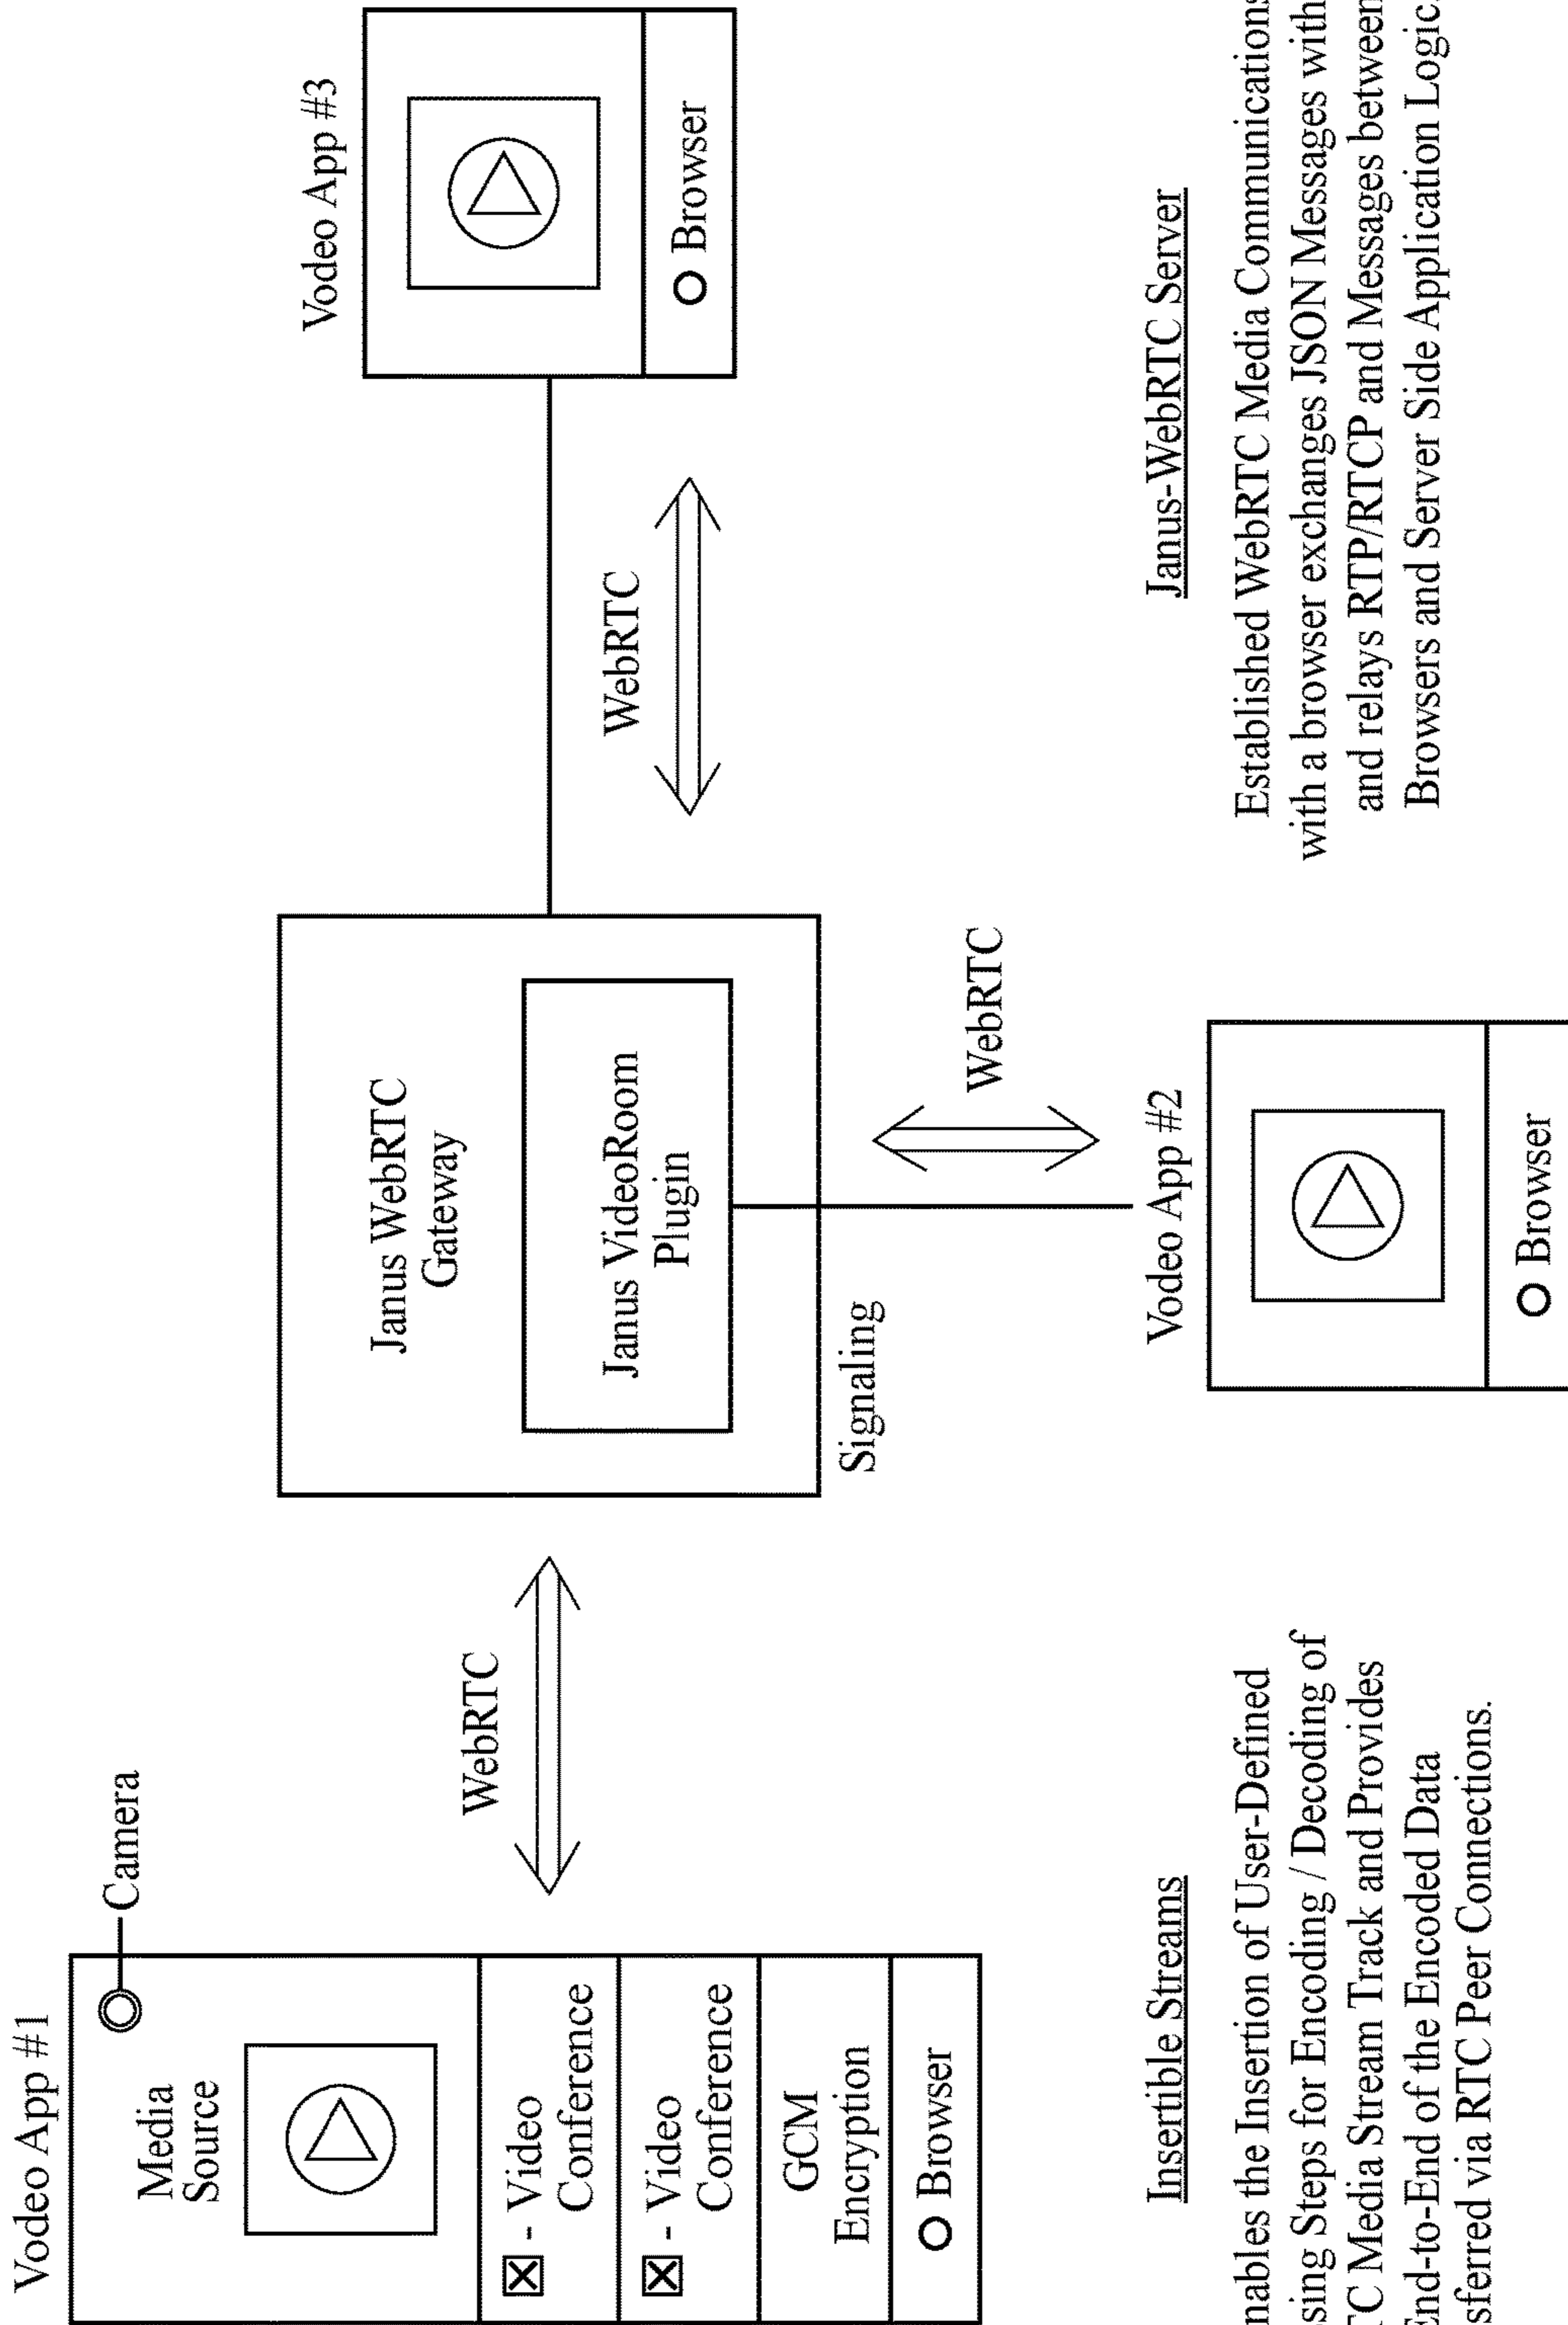 Vodeo App #1
Camera
Media
Source
- Video
Conference
- Video
Conference
GCM
Encryption
Browser
WebRTC
Janus WebRTC
Gateway
Janus VideoRoom
Plugin
Signaling
WebRTC
Vodeo App #2
Browser
WebRTC
Vodeo App #3
Browser
Insertible Streams
nables the Insertion of User-Defined
sing Steps for Encoding / Decoding of
TC Media Stream Track and Provides
End-to-End of the Encoded Data
sferred via RTC Peer Connections.
Janus-WebRTC Server
Established WebRTC Media Communications
with a browser exchanges JSON Messages with
and relays RTP/RTCP and Messages between
Browsers and Server Side Application Logic.